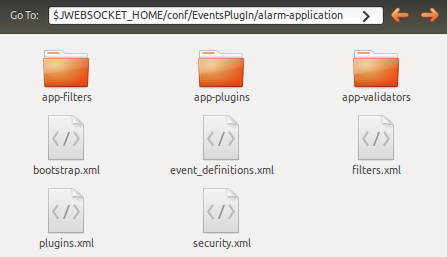 Go To: $JWEBSOCKET_HOME/conf/EventsPlugIn/alarm-application
app-filters app-plugins app-validators
bootstrap.xml event_definitions.xml filters.xml
plugins.xml security.xml